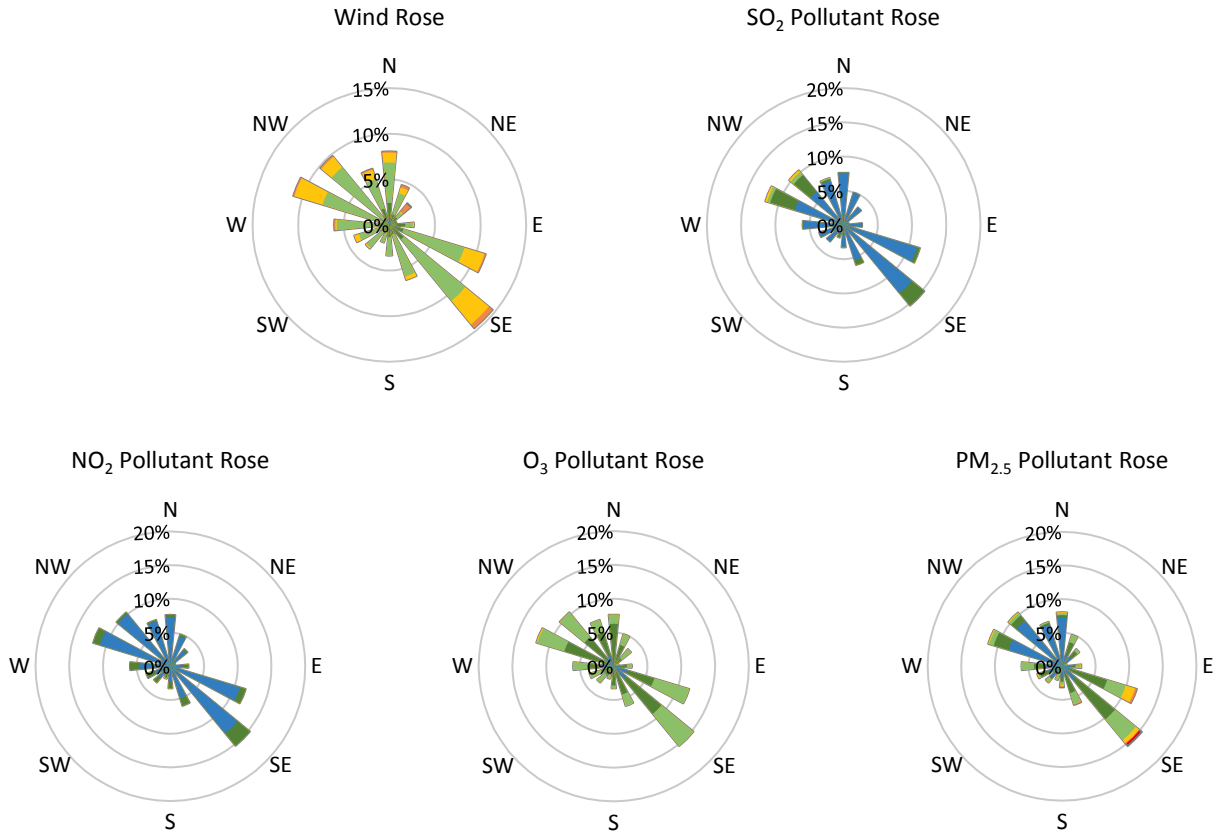 Wind Rose
N
15%
NW
NE
10%
5%
W
0%
E
SW
SE
S
SO₂ Pollutant Rose
N
20%
NW
15%
NE
10%
5%
W
0%
E
SW
SE
S
NO₂ Pollutant Rose
N
20%
NW
15%
NE
10%
5%
W
0%
E
SW
SE
S
O₃ Pollutant Rose
N
20%
NW
15%
NE
10%
5%
W
0%
E
SW
SE
S
PM₂.₅ Pollutant Rose
N
20%
NW
15%
NE
10%
5%
W
0%
E
SW
SE
S